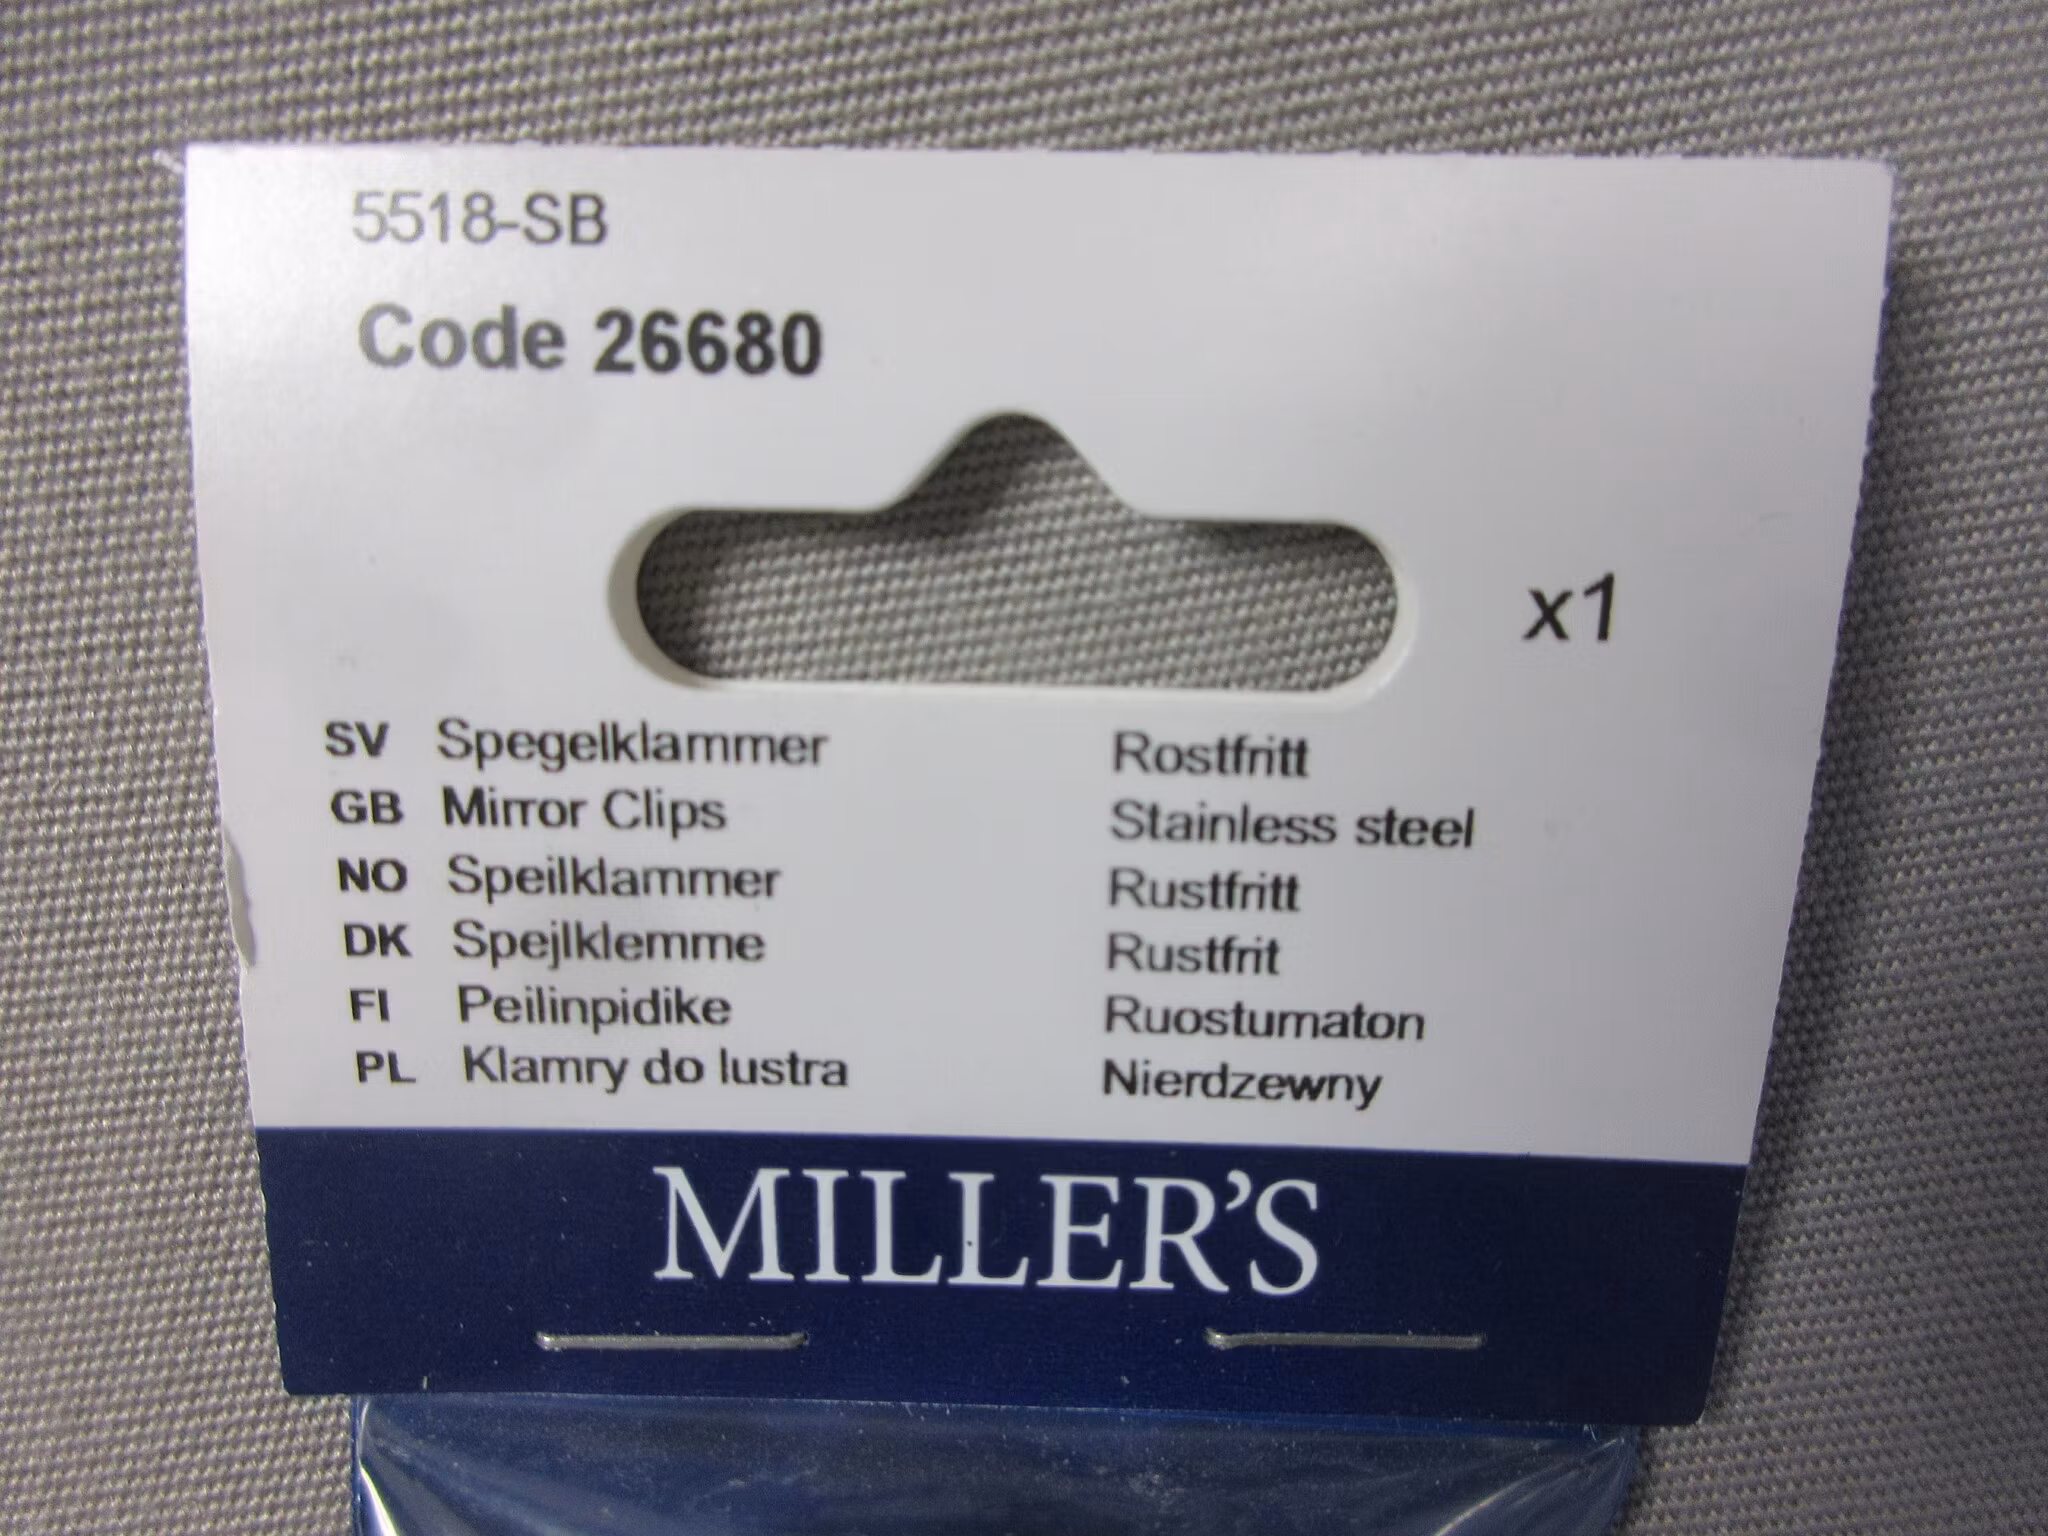 5518-SB
Code 26680
x1
SV Spegelklammer Rostfritt
GB Mirror Clips Stainless steel
NO Speilklammer Rustfritt
DK Spejlklemme Rustfrit
FI Peilinpidike Ruostumaton
PL Klamry do lustra Nierdzewny
MILLER'S